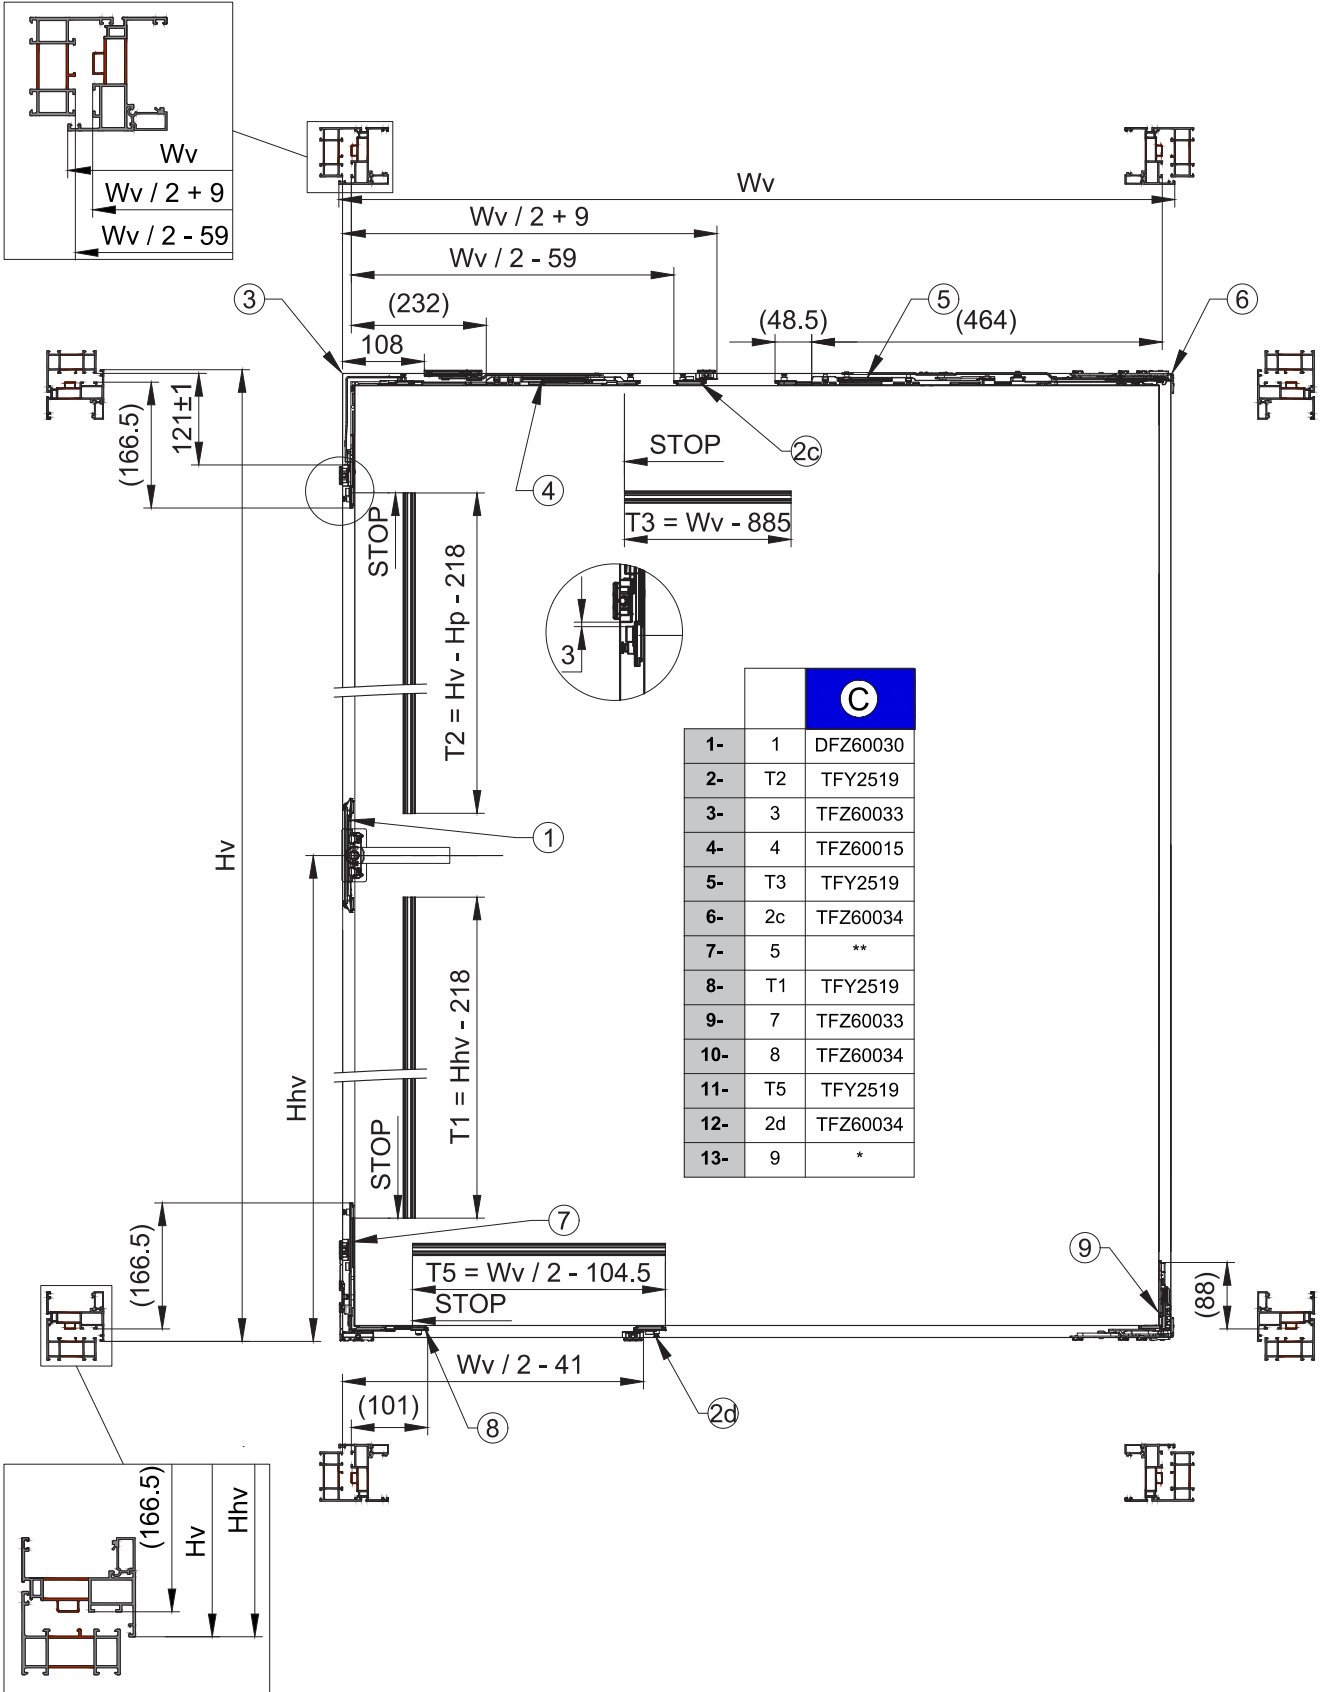 Wv
Wv / 2 + 9
Wv / 2 - 59
Wv
Wv / 2 + 9
Wv / 2 - 59
(232)
108
(48.5)
(464)
3
5
6
121±1
(166.5)
4
2c
STOP
T3 = Wv - 885
STOP
T2 = Hv - Hp - 218
3
C
1- 1 DFZ60030
2- T2 TFY2519
3- 3 TFZ60033
4- 4 TFZ60015
5- T3 TFY2519
6- 2c TFZ60034
7- 5 **
8- T1 TFY2519
9- 7 TFZ60033
10- 8 TFZ60034
11- T5 TFY2519
12- 2d TFZ60034
13- 9 *
Hv
1
Hhv
T1 = Hhv - 218
STOP
(166.5)
7
9
(88)
T5 = Wv / 2 - 104.5
STOP
Wv / 2 - 41
(101)
8
2d
(166.5)
Hv
Hhv